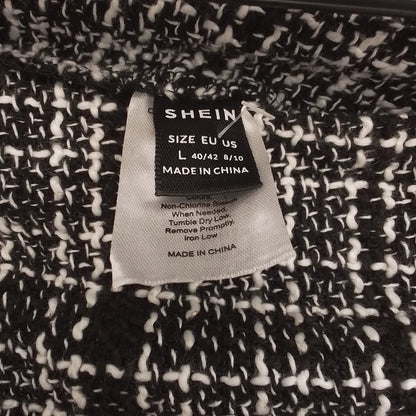 SHEIN
SIZE EU US
L 40/42 8/10
MADE IN CHINA
Colors.
Non-Chlorine Bleach
When Needed.
Tumble Dry Low.
Remove Promptly.
Iron Low
MADE IN CHINA